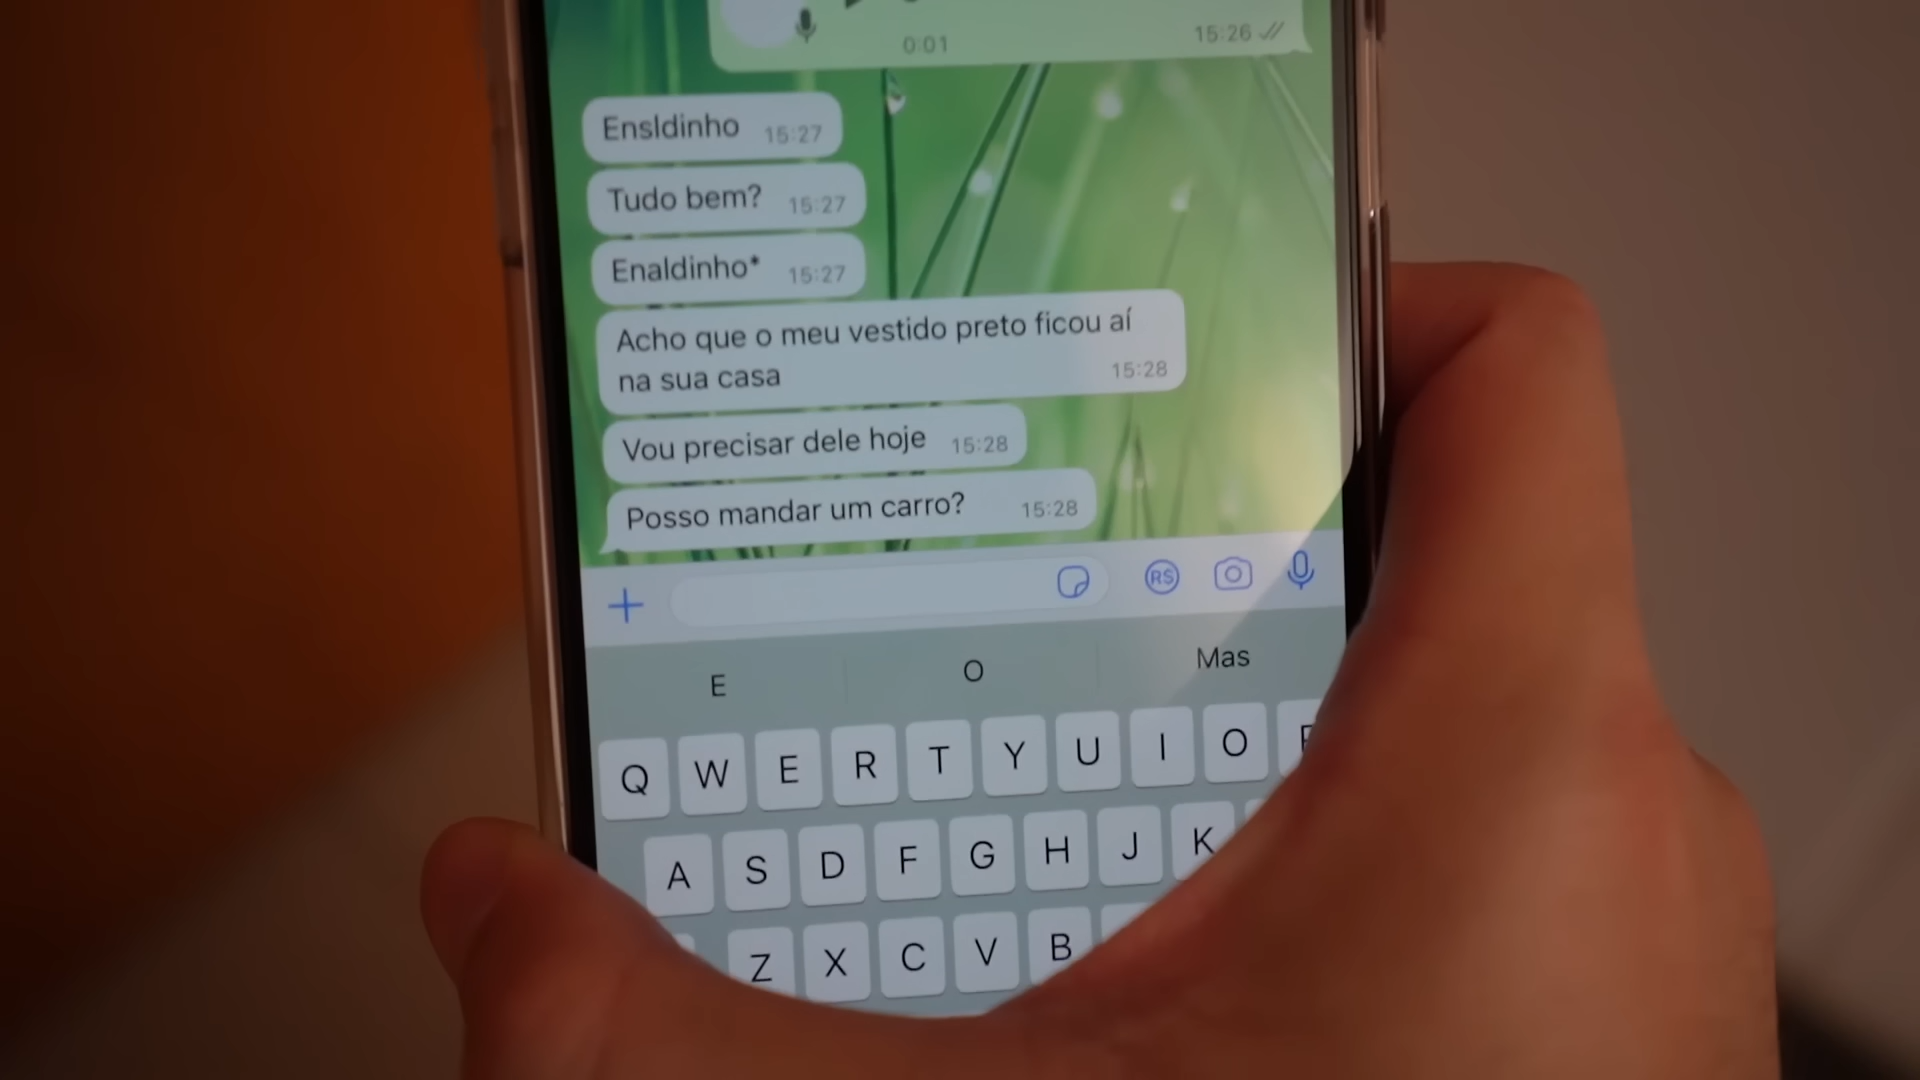 0:01 15:26
Ensldinho 15:27
Tudo bem? 15:27
Enaldinho* 15:27
Acho que o meu vestido preto ficou aí
na sua casa 15:28
Vou precisar dele hoje 15:28
Posso mandar um carro? 15:28
R$
E O Mas
Q W E R T Y U I O
A S D F G H J K
Z X C V B